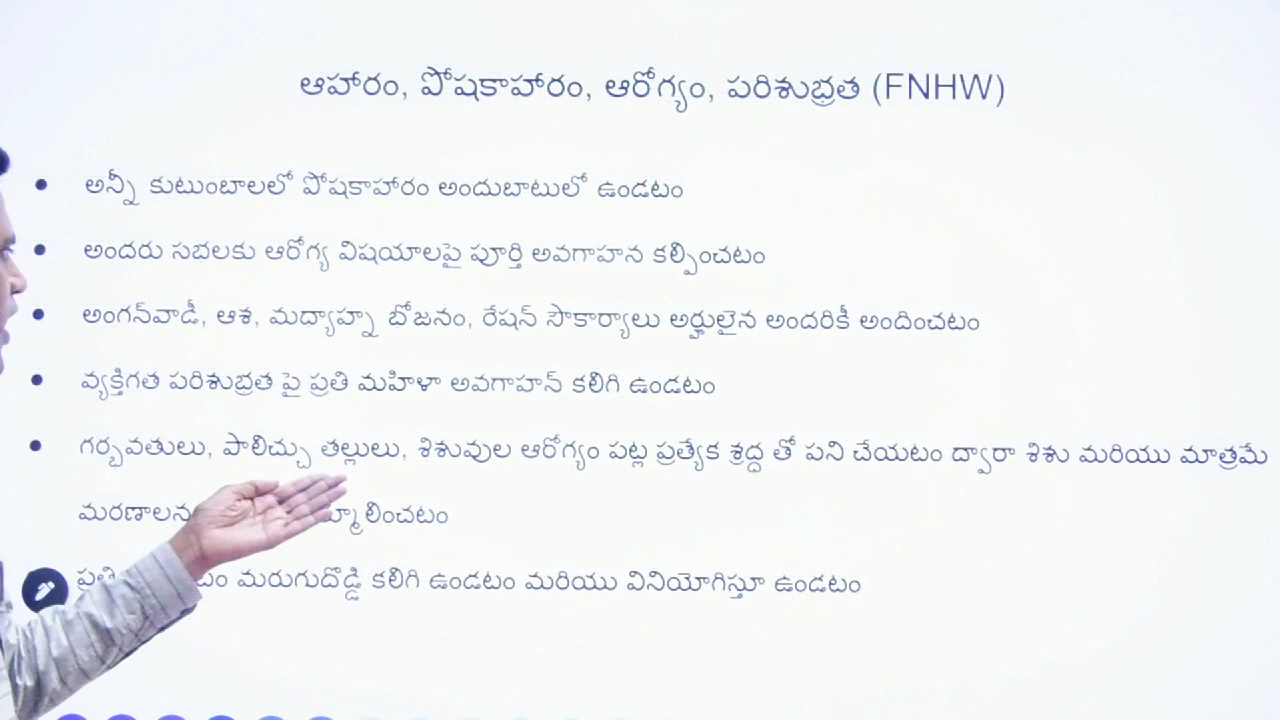 ఆహారం, పోషకాహారం, ఆరోగ్యం, పరిశుభ్రత (FNHW)
• అన్నీ కుటుంబాలలో పోషకాహారం అందుబాటులో ఉండటం
• అందరు సబలకు ఆరోగ్య విషయాలపై పూర్తి అవగాహన కల్పించటం
• అంగన్‌వాడీ, ఆశ, మద్యాహ్న బోజనం, రేషన్ సౌకార్యాలు అర్హులైన అందరికీ అందించటం
• వ్యక్తిగత పరిశుభ్రత పై ప్రతి మహిళా అవగాహన్ కలిగి ఉండటం
• గర్భవతులు, పాలిచ్చు తల్లులు, శిశువుల ఆరోగ్యం పట్ల ప్రత్యేక శ్రద్ధ తో పని చేయటం ద్వారా శిశు మరియు మాత్రమే
మరణాలన
మరుగుదొడ్డి కలిగి ఉండటం మరియు వినియోగిస్తూ ఉండటం